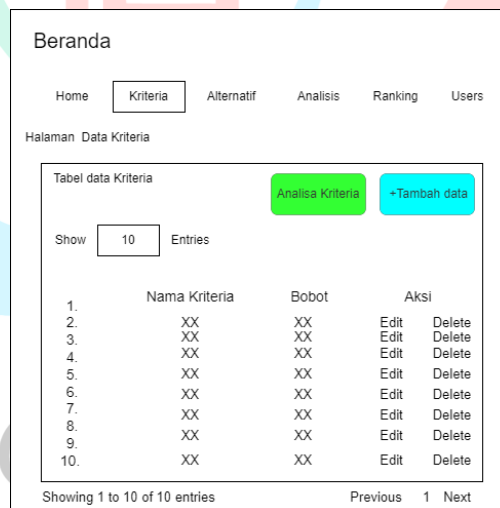 Beranda
Home Kriteria Alternatif Analisis Ranking Users
Halaman Data Kriteria
Tabel data Kriteria Analisa Kriteria +Tambah data
Show 10 Entries
Nama Kriteria Bobot Aksi
1.
2. XX XX Edit Delete
3. XX XX Edit Delete
4. XX XX Edit Delete
5. XX XX Edit Delete
6. XX XX Edit Delete
7. XX XX Edit Delete
8. XX XX Edit Delete
9.
10. XX XX Edit Delete
Showing 1 to 10 of 10 entries Previous 1 Next